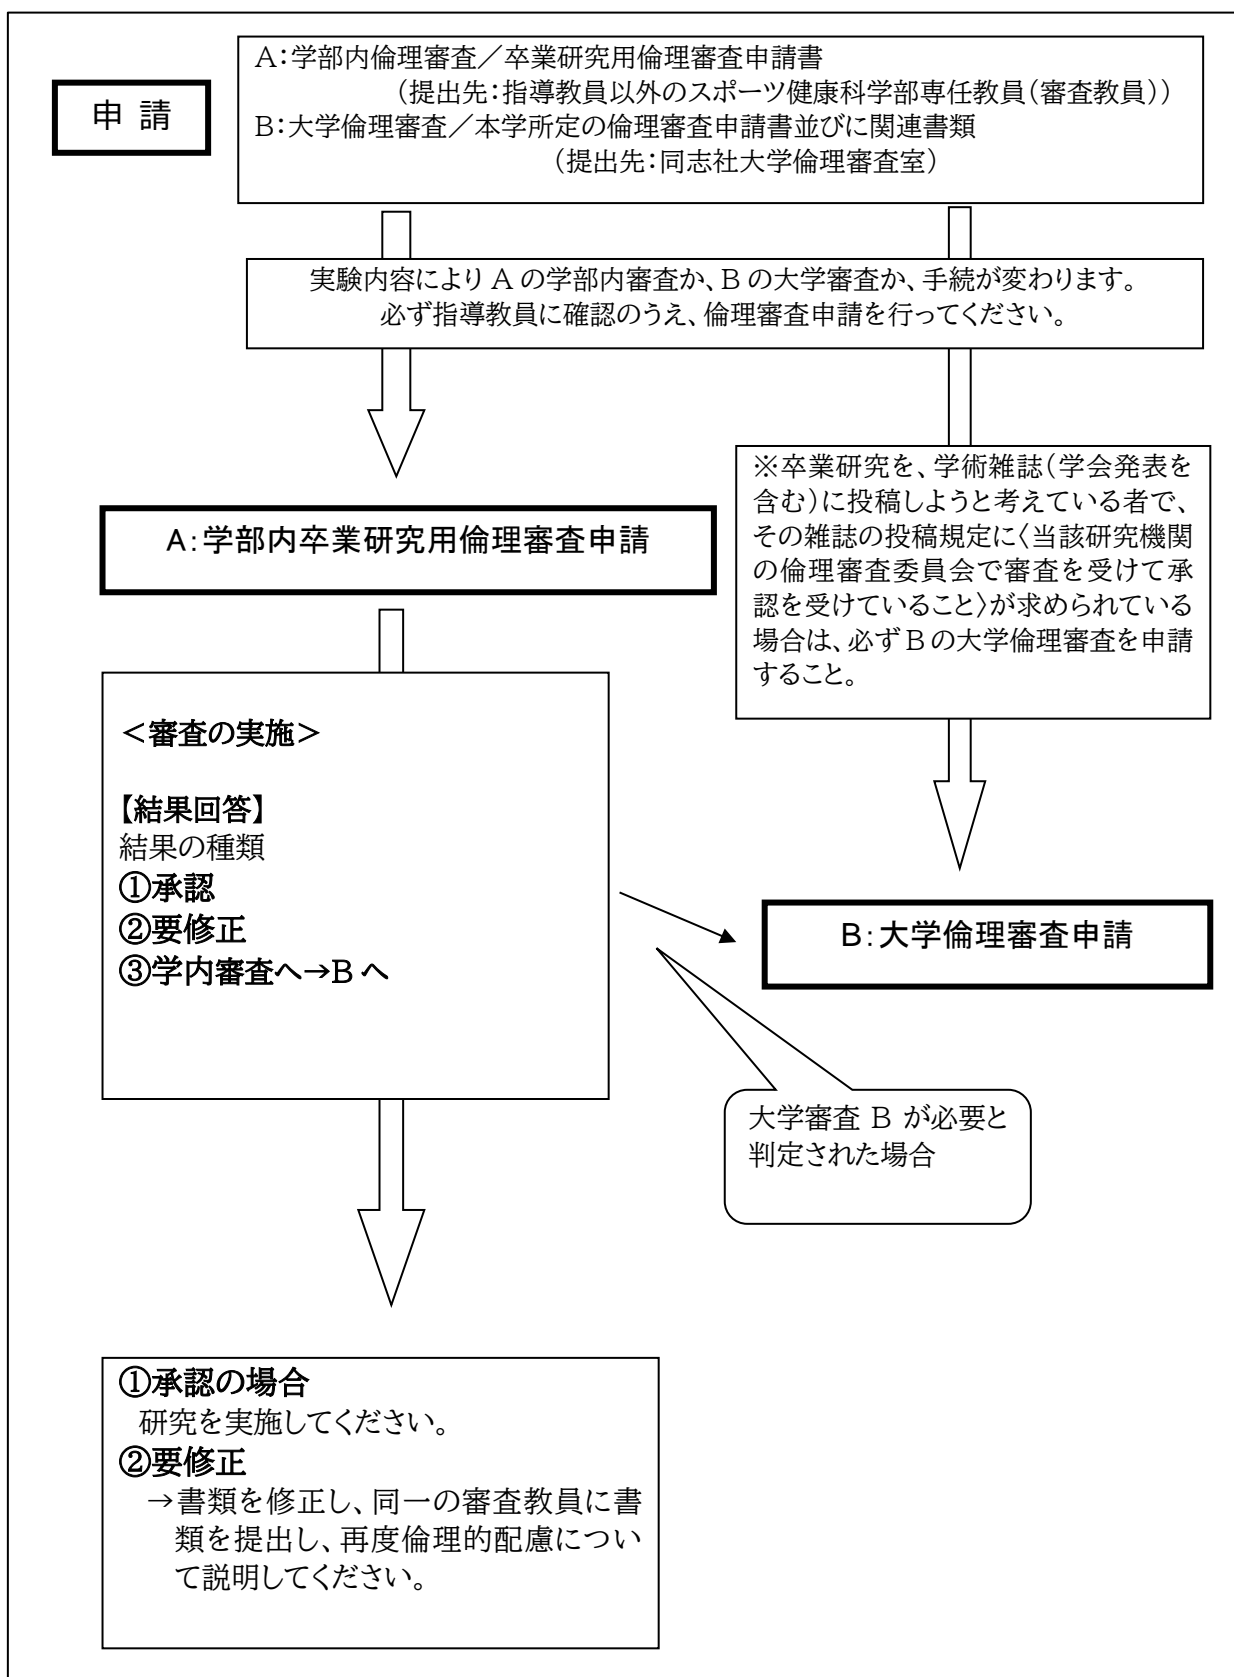 申 請
A:学部内倫理審査/卒業研究用倫理審査申請書
(提出先:指導教員以外のスポーツ健康科学部専任教員(審査教員))
B:大学倫理審査/本学所定の倫理審査申請書並びに関連書類
(提出先:同志社大学倫理審査室)
実験内容により A の学部内審査か、B の大学審査か、手続が変わります。
必ず指導教員に確認のうえ、倫理審査申請を行ってください。
※卒業研究を、学術雑誌(学会発表を
含む)に投稿しようと考えている者で、
その雑誌の投稿規定に〈当該研究機関
の倫理審査委員会で審査を受けて承
認を受けていること〉が求められている
場合は、必ず B の大学倫理審査を申請
すること。
A:学部内卒業研究用倫理審査申請
<審査の実施>
【結果回答】
結果の種類
①承認
②要修正
③学内審査へ→B へ
B:大学倫理審査申請
大学審査 B が必要と
判定された場合
①承認の場合
研究を実施してください。
②要修正
→書類を修正し、同一の審査教員に書
類を提出し、再度倫理的配慮につい
て説明してください。